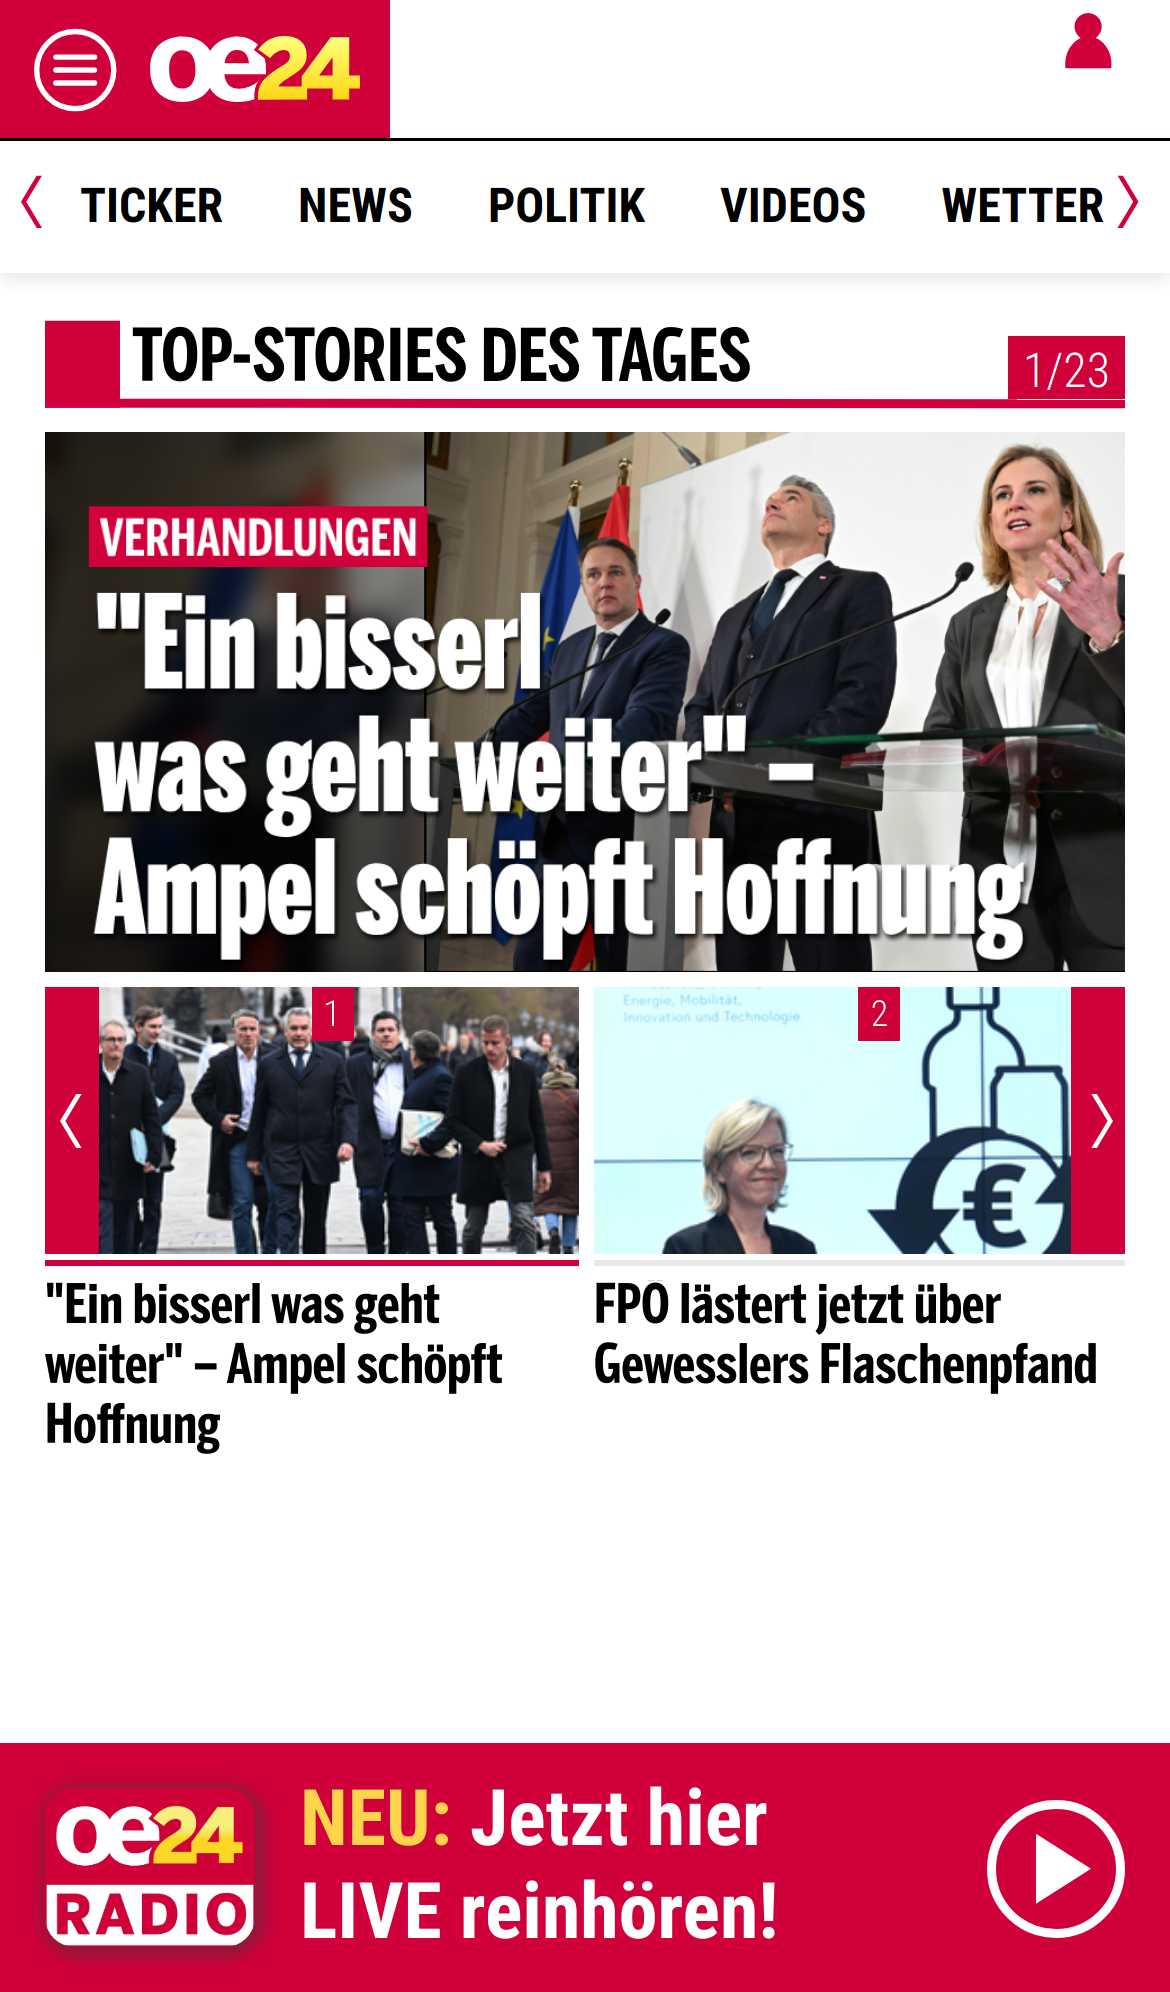 oe24
TICKER NEWS POLITIK VIDEOS WETTER
TOP-STORIES DES TAGES
1/23
VERHANDLUNGEN
"Ein bisserl
was geht weiter" –
Ampel schöpft Hoffnung
1
"Ein bisserl was geht
weiter" – Ampel schöpft
Hoffnung
Energie, Mobilität,
Innovation und Technologie
2
€
FPÖ lästert jetzt über
Gewesslers Flaschenpfand
oe24
RADIO
NEU: Jetzt hier
LIVE reinhören!